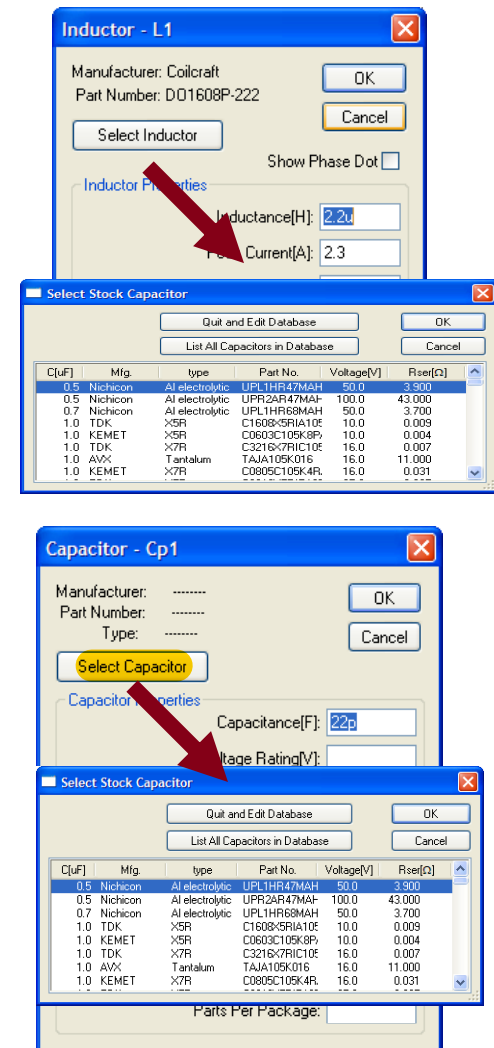 Inductor - L1
Manufacturer: Coilcraft
OK
Part Number: DO1608P-222
Cancel
Select Inductor
Show Phase Dot
Inductor Properties
Inductance[H]: 2.2u
Current[A]: 2.3
Select Stock Capacitor
Quit and Edit Database
OK
List All Capacitors in Database
Cancel
C[uF] Mfg. type Part No. Voltage[V] Rser[Ω]
0.5 Nichicon Al electrolytic UPL1HR47MAH 50.0 3.900
0.5 Nichicon Al electrolytic UPR2AR47MAH 100.0 43.000
0.7 Nichicon Al electrolytic UPL1HR68MAH 50.0 3.700
1.0 TDK X5R C1608X5RIA105 10.0 0.009
1.0 KEMET X5R C0603C105K8P 10.0 0.004
1.0 TDK X7R C3216X7RIC105 16.0 0.007
1.0 AVX Tantalum TAJA105K016 16.0 11.000
1.0 KEMET X7R C0805C105K4R 16.0 0.031
Capacitor - Cp1
Manufacturer: --------
OK
Part Number: --------
Type: --------
Cancel
Select Capacitor
Capacitor Properties
Capacitance[F]: 22p
Voltage Rating[V]:
Select Stock Capacitor
Quit and Edit Database
OK
List All Capacitors in Database
Cancel
C[uF] Mfg. type Part No. Voltage[V] Rser[Ω]
0.5 Nichicon Al electrolytic UPL1HR47MAH 50.0 3.900
0.5 Nichicon Al electrolytic UPR2AR47MAH 100.0 43.000
0.7 Nichicon Al electrolytic UPL1HR68MAH 50.0 3.700
1.0 TDK X5R C1608X5RIA105 10.0 0.009
1.0 KEMET X5R C0603C105K8P 10.0 0.004
1.0 TDK X7R C3216X7RIC105 16.0 0.007
1.0 AVX Tantalum TAJA105K016 16.0 11.000
1.0 KEMET X7R C0805C105K4R. 16.0 0.031
Parts Per Package: